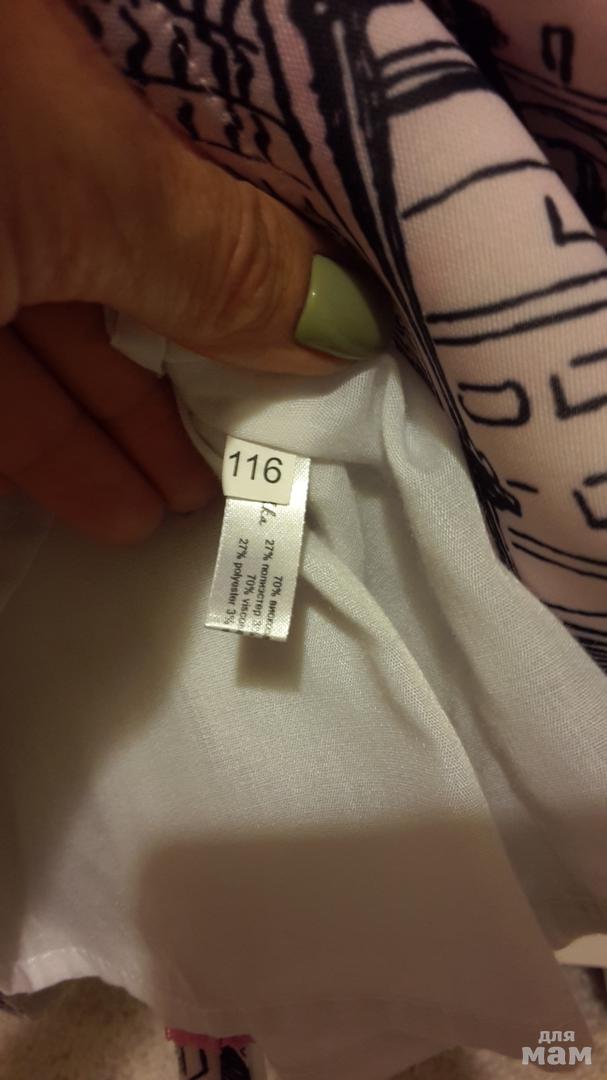 116
70%
27% полиэстер
70%
27% polyester 3%
для
мам